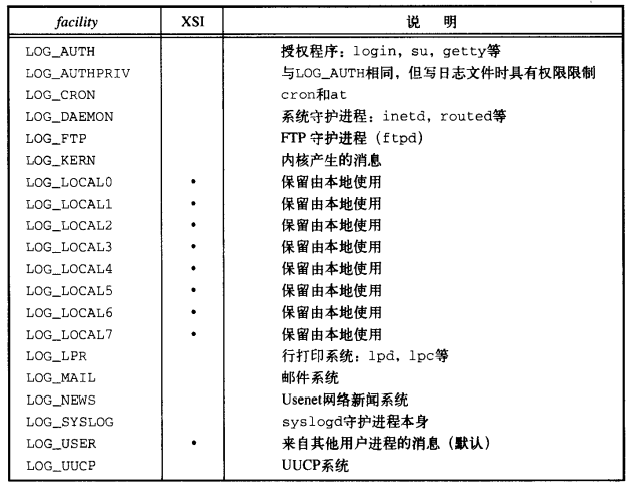 facility XSI 说 明
LOG_AUTH 授权程序：login，su，getty等
LOG_AUTHPRIV 与LOG_AUTH相同，但写日志文件时具有权限限制
LOG_CRON cron和at
LOG_DAEMON 系统守护进程：inetd，routed等
LOG_FTP FTP 守护进程（ftpd）
LOG_KERN 内核产生的消息
LOG_LOCAL0 • 保留由本地使用
LOG_LOCAL1 • 保留由本地使用
LOG_LOCAL2 • 保留由本地使用
LOG_LOCAL3 • 保留由本地使用
LOG_LOCAL4 • 保留由本地使用
LOG_LOCAL5 • 保留由本地使用
LOG_LOCAL6 • 保留由本地使用
LOG_LOCAL7 • 保留由本地使用
LOG_LPR 行打印系统：lpd，lpc等
LOG_MAIL 邮件系统
LOG_NEWS Usenet网络新闻系统
LOG_SYSLOG syslogd守护进程本身
LOG_USER • 来自其他用户进程的消息（默认）
LOG_UUCP UUCP系统